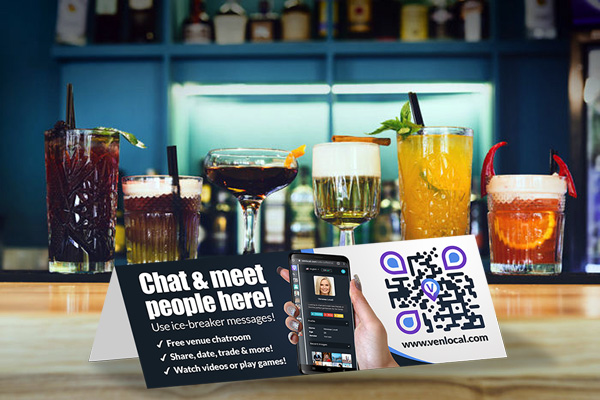 Chat & meet
people here!
Use ice-breaker messages!
✓ Free venue chatroom
✓ Share, date, trade & more!
✓ Watch videos or play games!
V
www.venlocal.com